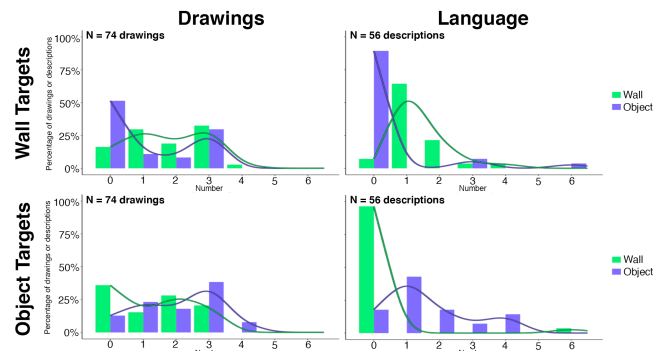 Drawings
Language
Wall Targets
Percentage of drawings or descriptions
100%
75%
50%
25%
0%
N = 74 drawings
0 1 2 3 4 5 6
Number
N = 56 descriptions
0 1 2 3 4 5 6
Number
Wall
Object
Object Targets
Percentage of drawings or descriptions
100%
75%
50%
25%
0%
N = 74 drawings
0 1 2 3 4 5 6
Number
N = 56 descriptions
0 1 2 3 4 5 6
Number
Wall
Object